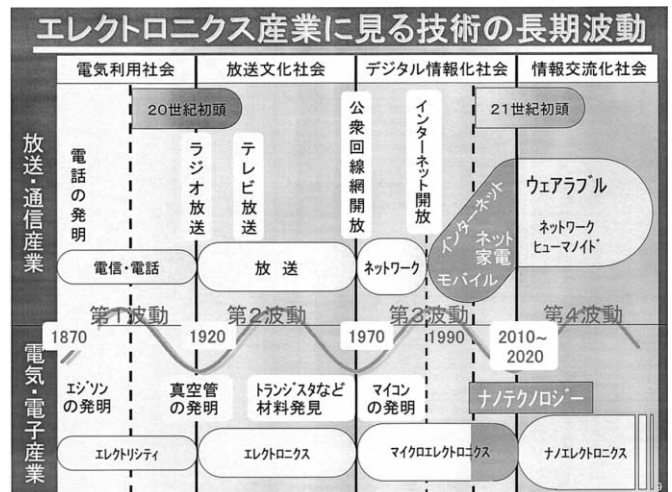 エレクトロニクス産業に見る技術の長期波動
電気利用社会
放送文化社会
デジタル情報化社会
情報交流化社会
20世紀初頭
21世紀初頭
放送・通信産業
電話の発明
ラジオ放送
テレビ放送
公衆回線網開放
インターネット開放
電信・電話
放 送
ネットワーク
インターネット
ネット
家電
モバイル
ウェアラブル
ネットワーク
ヒューマノイド
第1波動
第2波動
第3波動
第4波動
1870
1920
1970
1990
2010~
2020
電気・電子産業
エジソン
の発明
真空管
の発明
トランジスタなど
材料発見
マイコン
の発明
ナノテクノロジー
エレクトリシティ
エレクトロニクス
マイクロエレクトロニクス
ナノエレクトロニクス
9